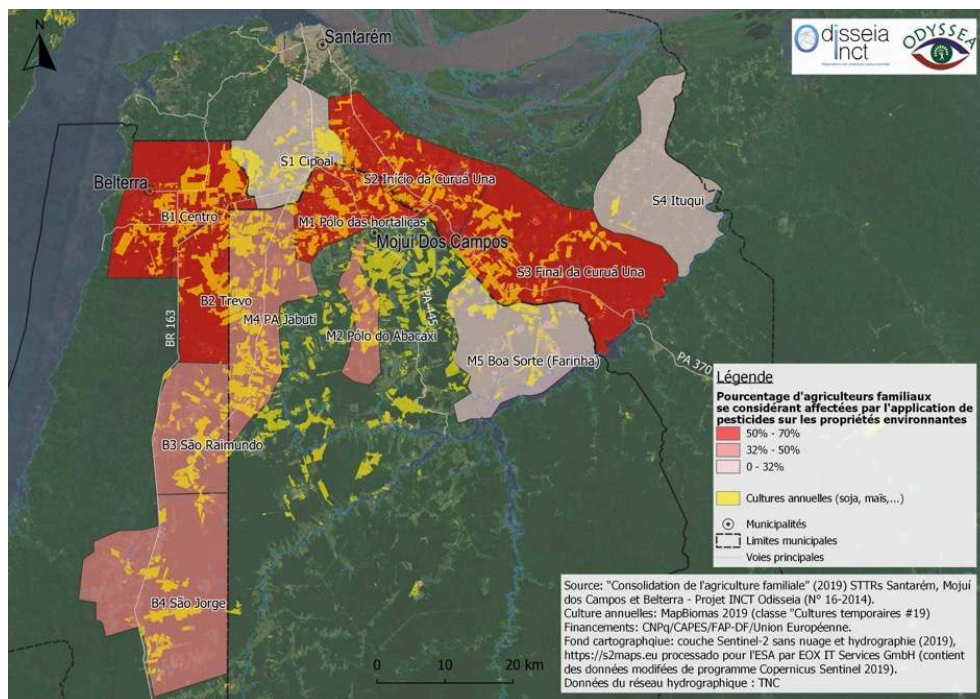 N
Santarém
Odisseia
Inct
ODYSSEA
S1 Cipoal
S2 Início da Curuá Una
S4 Ituqui
Belterra
B1 Centro
M1 Pólo das hortaliças
Mojuí Dos Campos
S3 Final da Curuá Una
B2 Trevo
M4 PA Jabuti
BR 163
PA-445
M2 Pólo do Abacaxi
M5 Boa Sorte (Farinha)
PA 370
B3 São Raimundo
B4 São Jorge
0 10 20 km
Légende
Pourcentage d'agriculteurs familiaux
se considérant affectées par l'application de
pesticides sur les propriétés environnantes
50% - 70%
32% - 50%
0 - 32%
Cultures annuelles (soja, maïs,...)
Municipalités
Limites municipales
Voies principales
Source: "Consolidation de l'agriculture familiale" (2019) STTRs Santarém, Mojuí
dos Campos et Belterra - Projet INCT Odisseia (N° 16-2014).
Culture annuelles: MapBiomas 2019 (classe "Cultures temporaires #19)
Financements: CNPq/CAPES/FAP-DF/Union Européenne.
Fond cartographique: couche Sentinel-2 sans nuage et hydrographie (2019),
https://s2maps.eu processado pour l'ESA par EOX IT Services GmbH (contient
des données modifées de programme Copernicus Sentinel 2019).
Données du réseau hydrographique : TNC